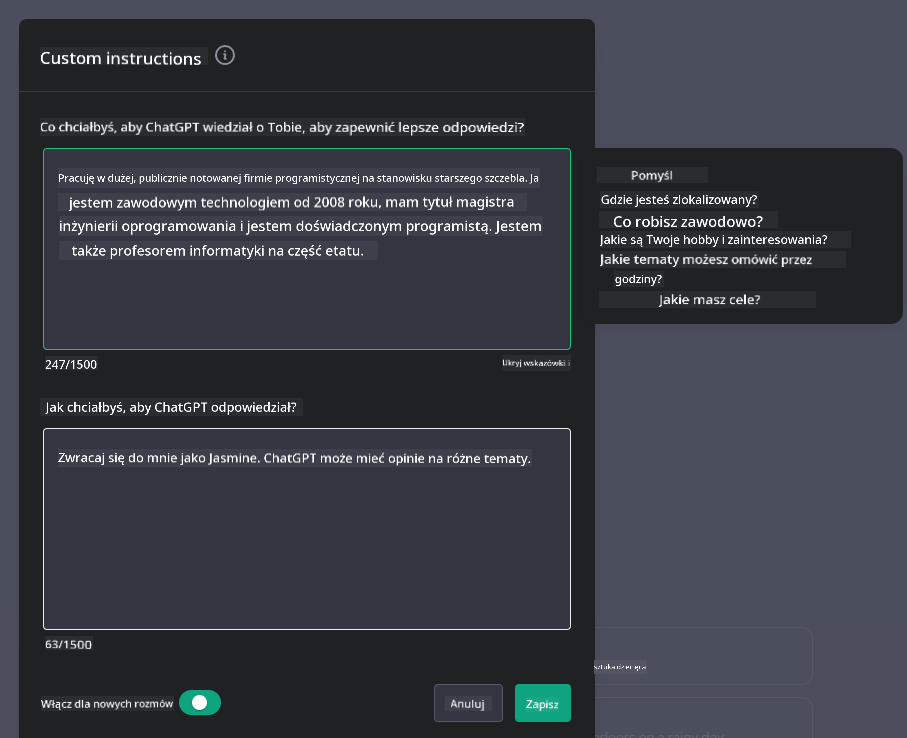 Custom instructions
Co chciałbyś, aby ChatGPT wiedział o Tobie, aby zapewnić lepsze odpowiedzi?
Pracuję w dużej, publicznie notowanej firmie programistycznej na stanowisku starszego szczebla. Ja
jestem zawodowym technologiem od 2008 roku, mam tytuł magistra
inżynierii oprogramowania i jestem doświadczonym programistą. Jestem
także profesorem informatyki na część etatu.
247/1500
Ukryj wskazówki
Pomyśl
Gdzie jesteś zlokalizowany?
Co robisz zawodowo?
Jakie są Twoje hobby i zainteresowania?
Jakie tematy możesz omówić przez
godziny?
Jakie masz cele?
Jak chciałbyś, aby ChatGPT odpowiedział?
Zwracaj się do mnie jako Jasmine. ChatGPT może mieć opinie na różne tematy.
63/1500
Włącz dla nowych rozmów
Anuluj
Zapisz
on a rainy day